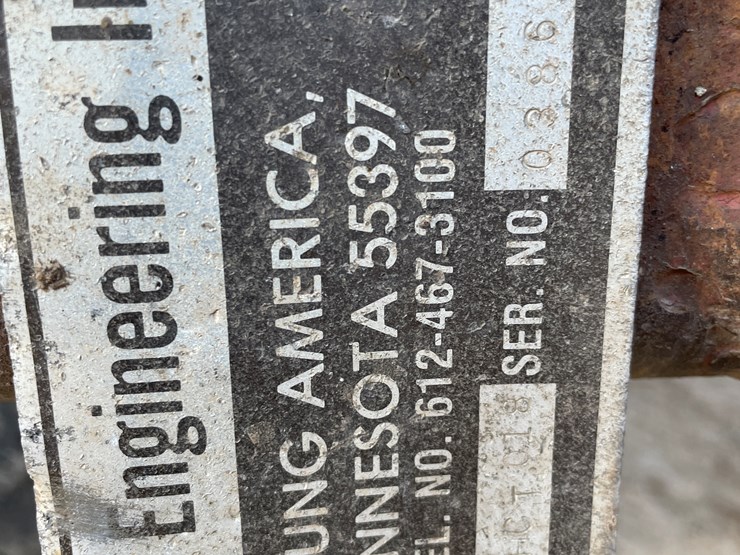 Engineering I
UNG AMERICA,
NNESOTA 55397
EL. NO. 612-467-3100
SER. NO. 0386